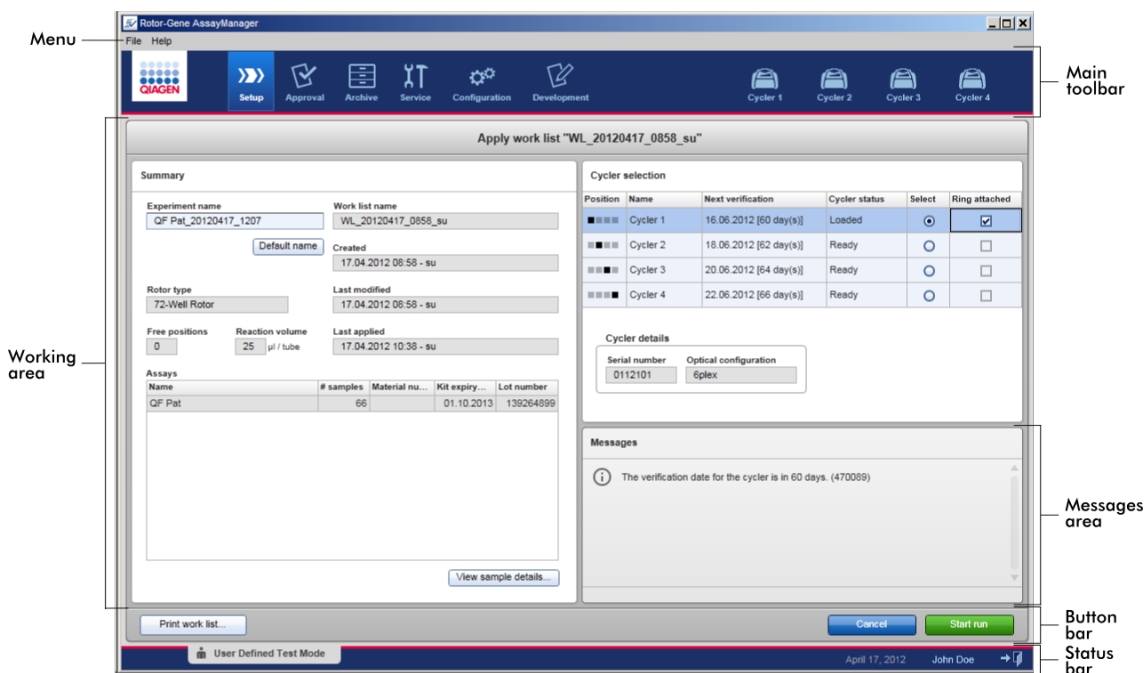 Rotor-Gene AssayManager
Menu
File Help
Main toolbar
QIAGEN
Setup
Approval
Archive
Service
Configuration
Development
Cycler 1
Cycler 2
Cycler 3
Cycler 4
Working area
Apply work list "WL_20120417_0858_su"
Summary
Experiment name
QF Pat_20120417_1207
Default name
Work list name
WL_20120417_0858_su
Created
17.04.2012 08:58 - su
Rotor type
72-Well Rotor
Last modified
17.04.2012 08:58 - su
Free positions
0
Reaction volume
25 µl / tube
Last applied
17.04.2012 10:38 - su
Assays
Name # samples Material nu... Kit expiry... Lot number
QF Pat 66 01.10.2013 139264899
View sample details...
Cycler selection
Position Name Next verification Cycler status Select Ring attached
Cycler 1 16.06.2012 [60 day(s)] Loaded
Cycler 2 18.06.2012 [62 day(s)] Ready
Cycler 3 20.06.2012 [64 day(s)] Ready
Cycler 4 22.06.2012 [66 day(s)] Ready
Cycler details
Serial number
0112101
Optical configuration
6plex
Messages
The verification date for the cycler is in 60 days. (470089)
Messages area
Print work list...
Cancel
Start run
Button bar
User Defined Test Mode
April 17, 2012
John Doe
Status bar